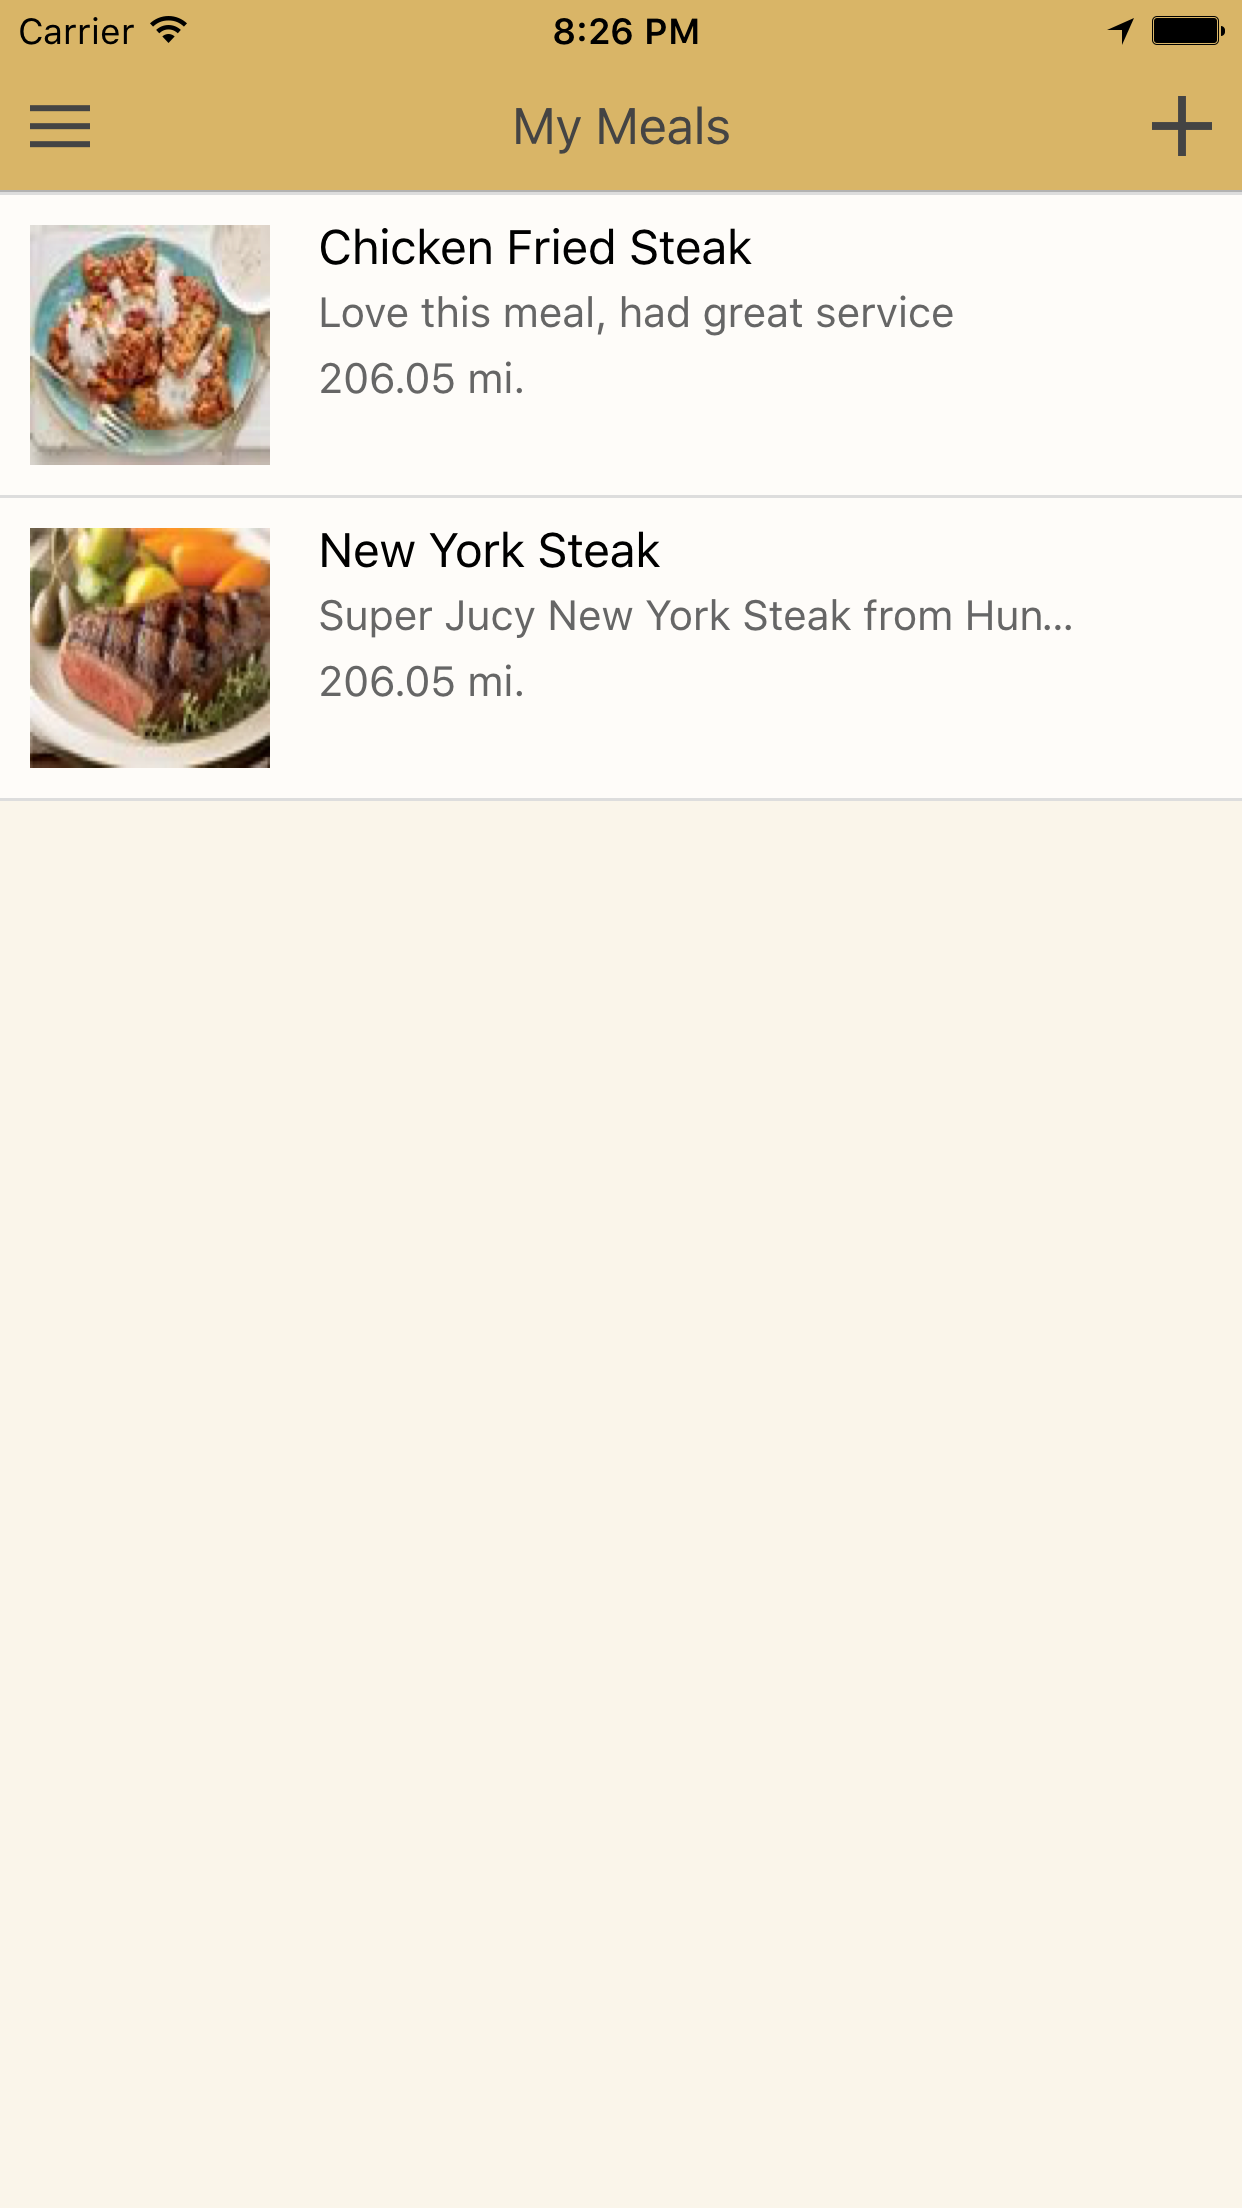 Carrier
8:26 PM
My Meals
Chicken Fried Steak
Love this meal, had great service
206.05 mi.
New York Steak
Super Jucy New York Steak from Hun...
206.05 mi.